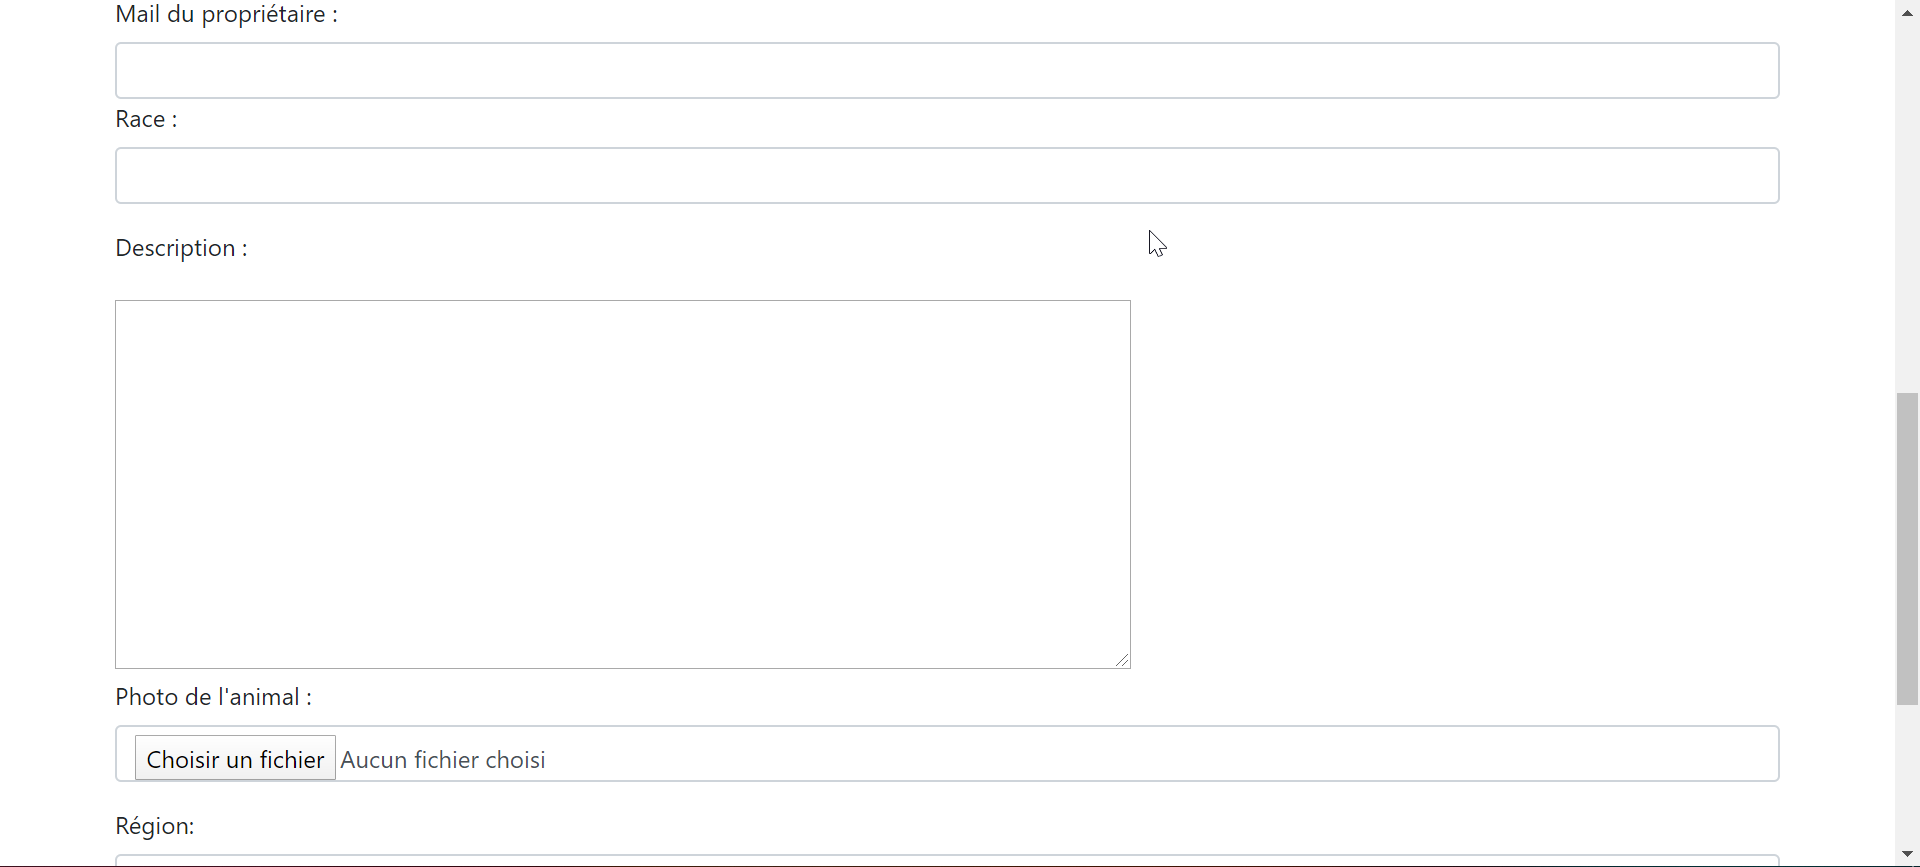 Mail du propriétaire :
Race :
Description :
Photo de l'animal :
Choisir un fichier Aucun fichier choisi
Région: